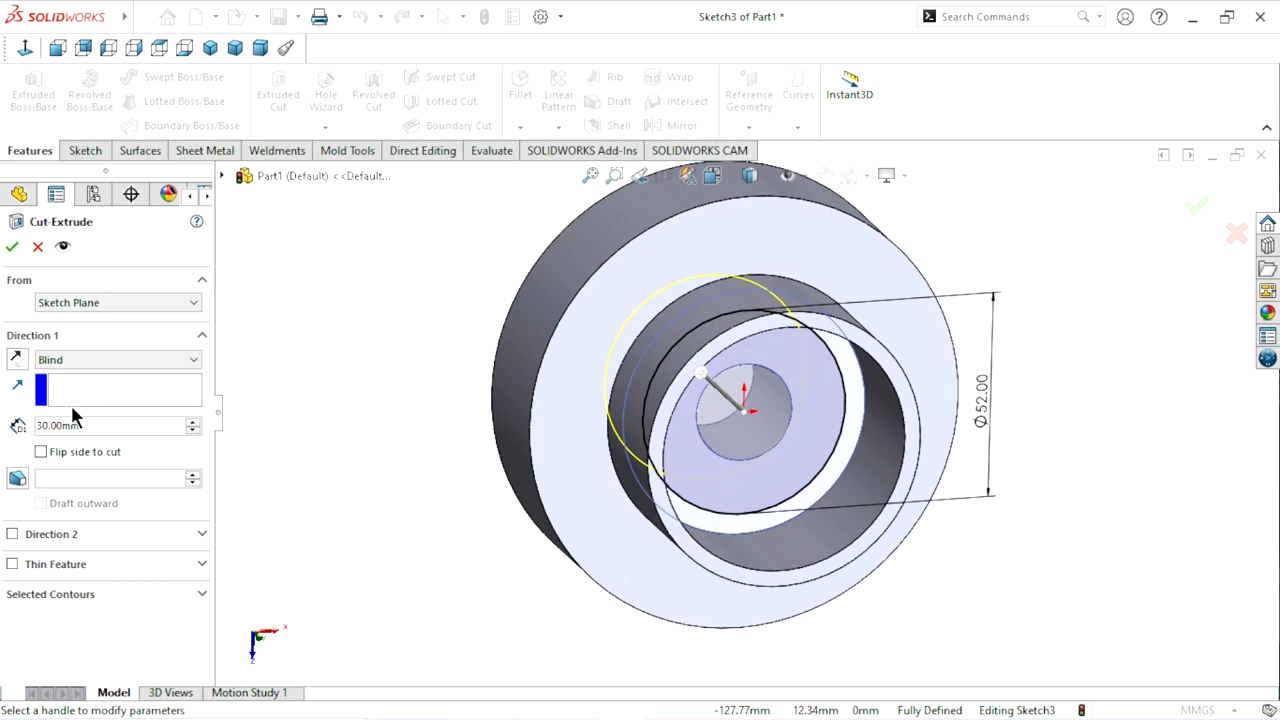 SOLIDWORKS
Sketch3 of Part1 *
Search Commands
Extruded Boss/Base
Revolved Boss/Base
Swept Boss/Base
Lofted Boss/Base
Boundary Boss/Base
Extruded Cut
Hole Wizard
Revolved Cut
Swept Cut
Lofted Cut
Boundary Cut
Fillet
Linear Pattern
Rib
Draft
Shell
Wrap
Intersect
Mirror
Reference Geometry
Curves
Instant3D
Features Sketch Surfaces Sheet Metal Weldments Mold Tools Direct Editing Evaluate SOLIDWORKS Add-Ins SOLIDWORKS CAM
Part1 (Default) <<Default...
Cut-Extrude
From
Sketch Plane
Direction 1
Blind
30.00mm
Flip side to cut
Draft outward
Direction 2
Thin Feature
Selected Contours
Ø52.00
x
z
Model 3D Views Motion Study 1
Select a handle to modify parameters -127.77mm 12.34mm 0mm Fully Defined Editing Sketch3 MMGS